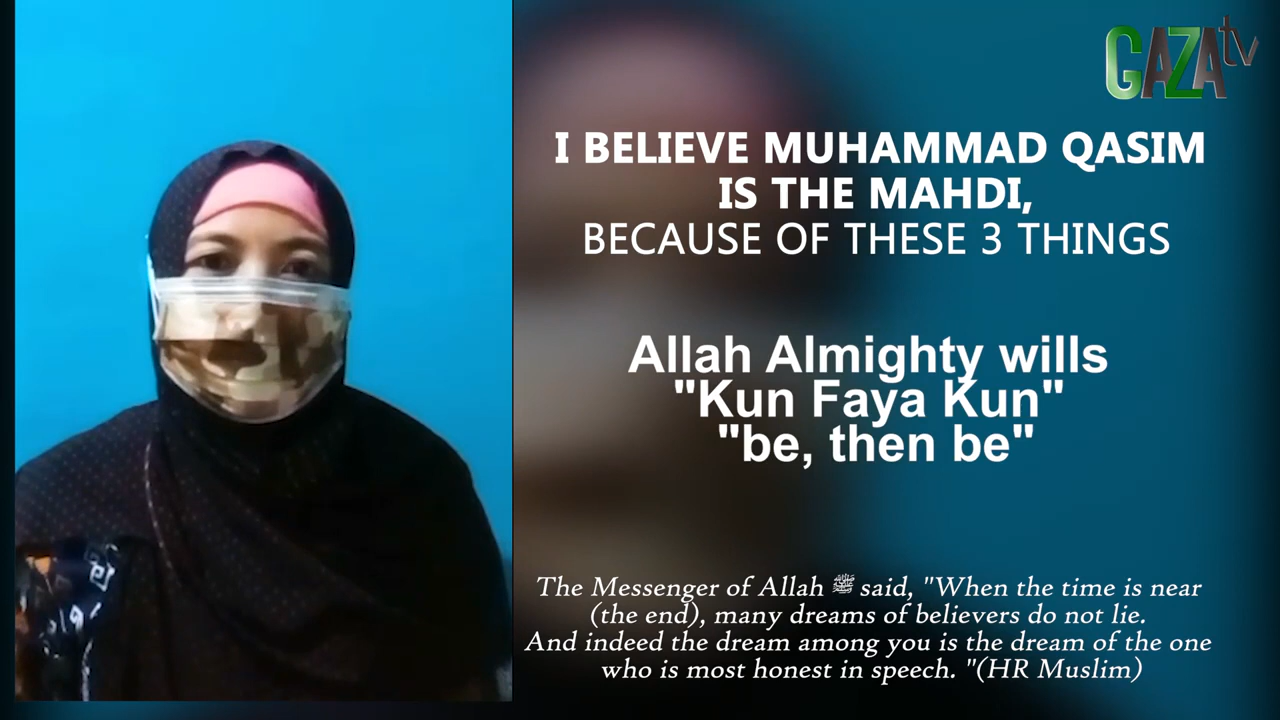 GAZAtv
I BELIEVE MUHAMMAD QASIM
IS THE MAHDI,
BECAUSE OF THESE 3 THINGS
Allah Almighty wills
"Kun Faya Kun"
"be, then be"
The Messenger of Allah ﷺ said, "When the time is near
(the end), many dreams of believers do not lie.
And indeed the dream among you is the dream of the one
who is most honest in speech. "(HR Muslim)